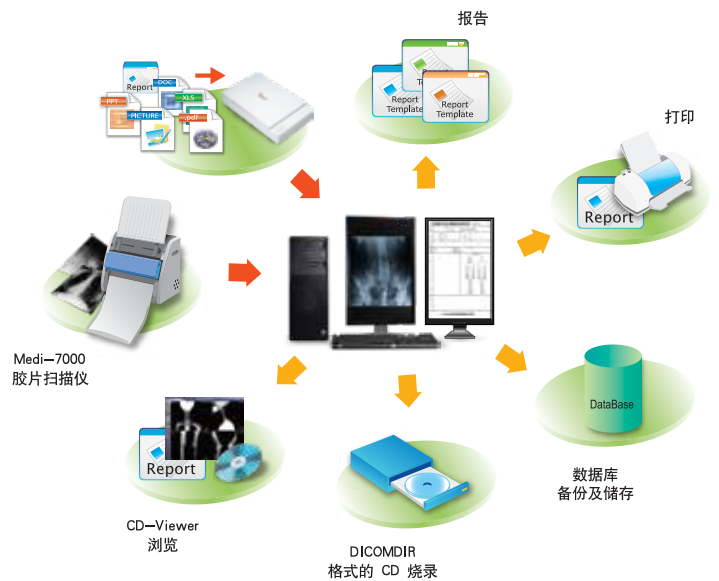 报告
Report
DOC
XLS
PPT
PICTURE
.pdf
Report
Template
Report
Template
打印
Report
Medi-7000
胶片扫描仪
DataBase
Report
数据库
备份及储存
CD-Viewer
浏览
DICOMDIR
格式的 CD 烧录